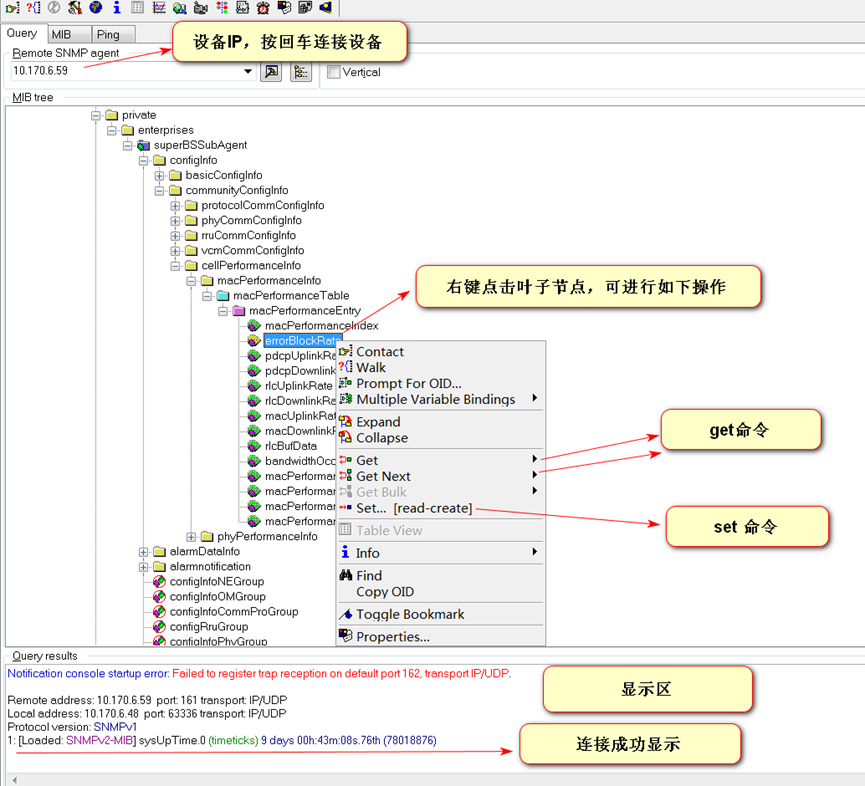 Query
MIB
Ping
设备IP，按回车连接设备
Remote SNMP agent
10.170.6.59
Vertical
MIB tree
private
enterprises
superBSSubAgent
configInfo
basicConfigInfo
communityConfigInfo
protocolCommConfigInfo
phyCommConfigInfo
rruCommConfigInfo
vcmCommConfigInfo
cellPerformanceInfo
macPerformanceInfo
macPerformanceTable
macPerformanceEntry
macPerformanceIndex
errorBlockRate
pdcpUplinkRa
pdcpDownlink
rlcUplinkRate
rlcDownlinkRa
macUplinkRat
macDownlinkR
rlcBufData
bandwidthOcc
macPerforma
macPerforma
macPerforma
macPerforma
phyPerformanceInfo
alarmDataInfo
alarmnotification
configInfoNEGroup
configInfoOMGroup
configInfoCommProGroup
configRruGroup
configInfoPhyGroup
右键点击叶子节点，可进行如下操作
Contact
Walk
Prompt For OID...
Multiple Variable Bindings
Expand
Collapse
Get
Get Next
Get Bulk
Set... [read-create]
Table View
Info
Find
Copy OID
Toggle Bookmark
Properties...
get命令
set 命令
Query results
Notification console startup error: Failed to register trap reception on default port 162, transport IP/UDP.
Remote address: 10.170.6.59 port: 161 transport: IP/UDP
Local address: 10.170.6.48 port: 63336 transport: IP/UDP
Protocol version: SNMPv1
1: [Loaded: SNMPv2-MIB] sysUpTime.0 (timeticks) 9 days 00h:43m:08s.76th (78018876)
显示区
连接成功显示